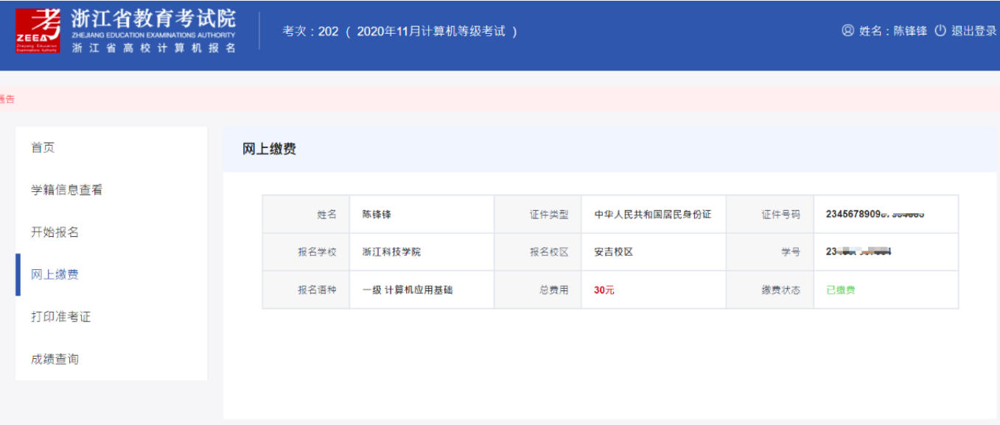 浙江省教育考试院
ZHEJIANG EDUCATION EXAMINATIONS AUTHORITY
浙江省高校计算机报名
考 ZEEA
Zhejiang Education
Examinations Authority
考次：202 （ 2020年11月计算机等级考试 ）
姓名：陈锋锋 退出登录
通告
首页
学籍信息查看
开始报名
网上缴费
打印准考证
成绩查询
网上缴费
姓名 陈锋锋 证件类型 中华人民共和国居民身份证 证件号码 2345678909
报名学校 浙江科技学院 报名校区 安吉校区 学号 23
报名语种 一级 计算机应用基础 总费用 30元 缴费状态 已缴费